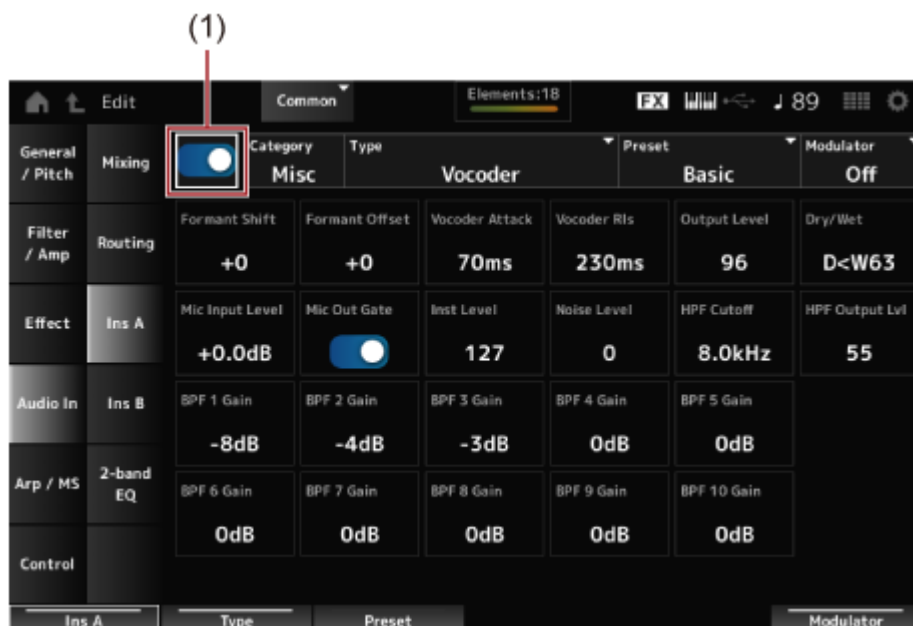 (1)
Edit
Common
Elements:18
FX
♩ 89
General / Pitch
Filter / Amp
Effect
Audio In
Arp / MS
Control
Mixing
Routing
Ins A
Ins B
2-band EQ
Category
Misc
Type
Vocoder
Preset
Basic
Modulator
Off
Formant Shift
+0
Formant Offset
+0
Vocoder Attack
70ms
Vocoder Rls
230ms
Output Level
96
Dry/Wet
D<W63
Mic Input Level
+0.0dB
Mic Out Gate
Inst Level
127
Noise Level
0
HPF Cutoff
8.0kHz
HPF Output Lvl
55
BPF 1 Gain
-8dB
BPF 2 Gain
-4dB
BPF 3 Gain
-3dB
BPF 4 Gain
0dB
BPF 5 Gain
0dB
BPF 6 Gain
0dB
BPF 7 Gain
0dB
BPF 8 Gain
0dB
BPF 9 Gain
0dB
BPF 10 Gain
0dB
Ins A
Type
Preset
Modulator